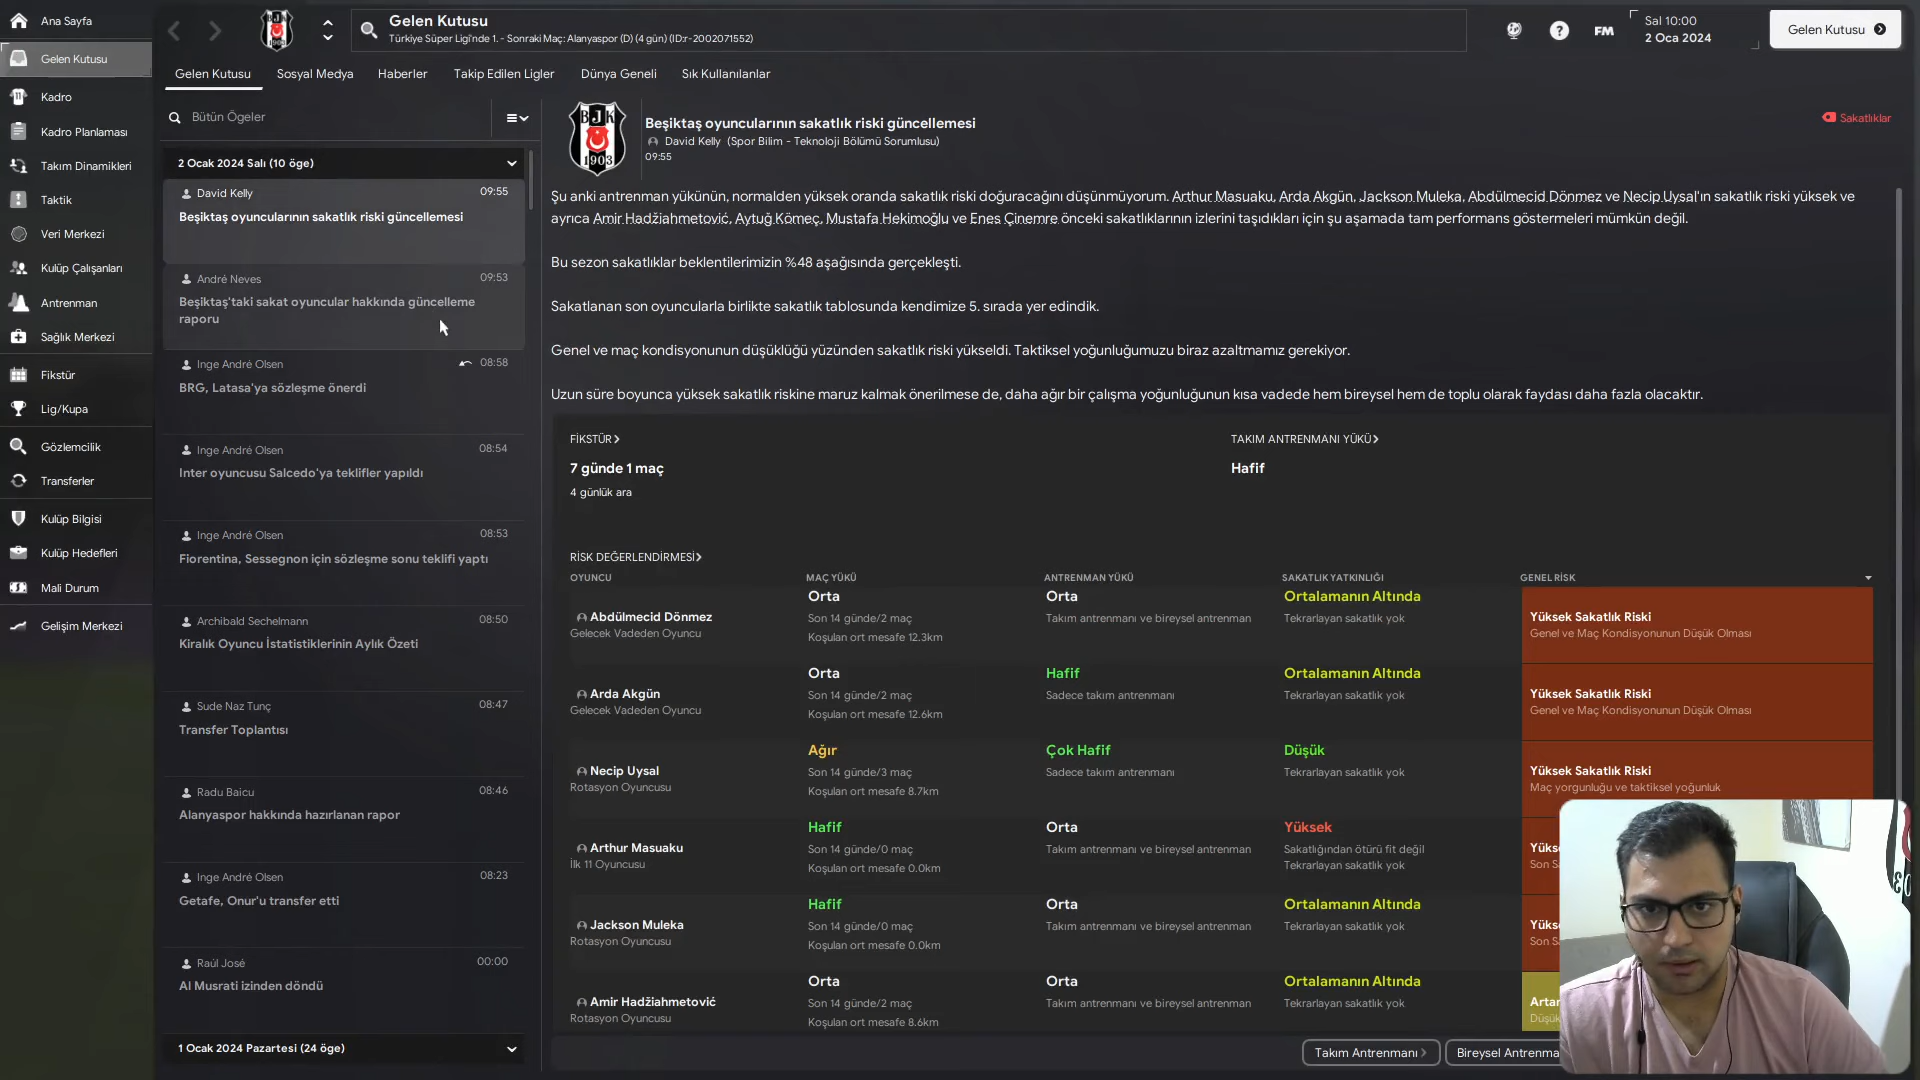 Ana Sayfa
Gelen Kutusu
Kadro
Kadro Planlaması
Takım Dinamikleri
Taktik
Veri Merkezi
Kulüp Çalışanları
Antrenman
Sağlık Merkezi
Fikstür
Lig/Kupa
Gözlemcilik
Transferler
Kulüp Bilgisi
Kulüp Hedefleri
Mali Durum
Gelişim Merkezi
Gelen Kutusu
Türkiye Süper Ligi'nde 1. - Sonraki Maç: Alanyaspor (D) (4 gün) (ID:r-2002071552)
FM
Sal 10:00
2 Oca 2024
Gelen Kutusu
Gelen Kutusu Sosyal Medya Haberler Takip Edilen Ligler Dünya Geneli Sık Kullanılanlar
Bütün Ögeler
2 Ocak 2024 Salı (10 öge)
David Kelly 09:55
Beşiktaş oyuncularının sakatlık riski güncellemesi
André Neves 09:53
Beşiktaş'taki sakat oyuncular hakkında güncelleme
raporu
Inge André Olsen 08:58
BRG, Latasa'ya sözleşme önerdi
Inge André Olsen 08:54
Inter oyuncusu Salcedo'ya teklifler yapıldı
Inge André Olsen 08:53
Fiorentina, Sessegnon için sözleşme sonu teklifi yaptı
Archibald Sechelmann 08:50
Kiralık Oyuncu İstatistiklerinin Aylık Özeti
Sude Naz Tunç 08:47
Transfer Toplantısı
Radu Baicu 08:46
Alanyaspor hakkında hazırlanan rapor
Inge André Olsen 08:23
Getafe, Onur'u transfer etti
Raúl José 00:00
Al Musrati izinden döndü
1 Ocak 2024 Pazartesi (24 öge)
BJK
1903
Beşiktaş oyuncularının sakatlık riski güncellemesi
David Kelly (Spor Bilim - Teknoloji Bölümü Sorumlusu)
09:55
Sakatlıklar
Şu anki antrenman yükünün, normalden yüksek oranda sakatlık riski doğuracağını düşünmüyorum. Arthur Masuaku, Arda Akgün, Jackson Muleka, Abdülmecid Dönmez ve Necip Uysal'ın sakatlık riski yüksek ve
ayrıca Amir Hadžiahmetović, Aytuğ Kömeç, Mustafa Hekimoğlu ve Enes Çinemre önceki sakatlıklarının izlerini taşıdıkları için şu aşamada tam performans göstermeleri mümkün değil.
Bu sezon sakatlıklar beklentilerimizin %48 aşağısında gerçekleşti.
Sakatlanan son oyuncularla birlikte sakatlık tablosunda kendimize 5. sırada yer edindik.
Genel ve maç kondisyonunun düşüklüğü yüzünden sakatlık riski yükseldi. Taktiksel yoğunluğumuzu biraz azaltmamız gerekiyor.
Uzun süre boyunca yüksek sakatlık riskine maruz kalmak önerilmese de, daha ağır bir çalışma yoğunluğunun kısa vadede hem bireysel hem de toplu olarak faydası daha fazla olacaktır.
FİKSTÜR
7 günde 1 maç
4 günlük ara
TAKIM ANTRENMANI YÜKÜ
Hafif
RİSK DEĞERLENDİRMESİ
OYUNCU MAÇ YÜKÜ ANTRENMAN YÜKÜ SAKATLIK YATKINLIĞI GENEL RİSK
Orta Orta Ortalamanın Altında
Abdülmecid Dönmez Son 14 günde/2 maç Takım antrenmanı ve bireysel antrenman Tekrarlayan sakatlık yok Yüksek Sakatlık Riski
Gelecek Vadeden Oyuncu Koşulan ort mesafe 12.3km Genel ve Maç Kondisyonunun Düşük Olması
Orta Hafif Ortalamanın Altında
Arda Akgün Son 14 günde/2 maç Sadece takım antrenmanı Tekrarlayan sakatlık yok Yüksek Sakatlık Riski
Gelecek Vadeden Oyuncu Koşulan ort mesafe 12.6km Genel ve Maç Kondisyonunun Düşük Olması
Ağır Çok Hafif Düşük
Necip Uysal Son 14 günde/3 maç Sadece takım antrenmanı Tekrarlayan sakatlık yok Yüksek Sakatlık Riski
Rotasyon Oyuncusu Koşulan ort mesafe 8.7km Maç yorgunluğu ve taktiksel yoğunluk
Hafif Orta Yüksek
Arthur Masuaku Son 14 günde/0 maç Takım antrenmanı ve bireysel antrenman Sakatlığından ötürü fit değil Yüks
İlk 11 Oyuncusu Koşulan ort mesafe 0.0km Tekrarlayan sakatlık yok Son S
Hafif Orta Ortalamanın Altında
Jackson Muleka Son 14 günde/0 maç Takım antrenmanı ve bireysel antrenman Tekrarlayan sakatlık yok Yüks
Rotasyon Oyuncusu Koşulan ort mesafe 0.0km Son S
Orta Orta Ortalamanın Altında
Amir Hadžiahmetović Son 14 günde/2 maç Takım antrenmanı ve bireysel antrenman Tekrarlayan sakatlık yok Artar
Rotasyon Oyuncusu Koşulan ort mesafe 8.6km Düşük
Takım Antrenmanı Bireysel Antrenma